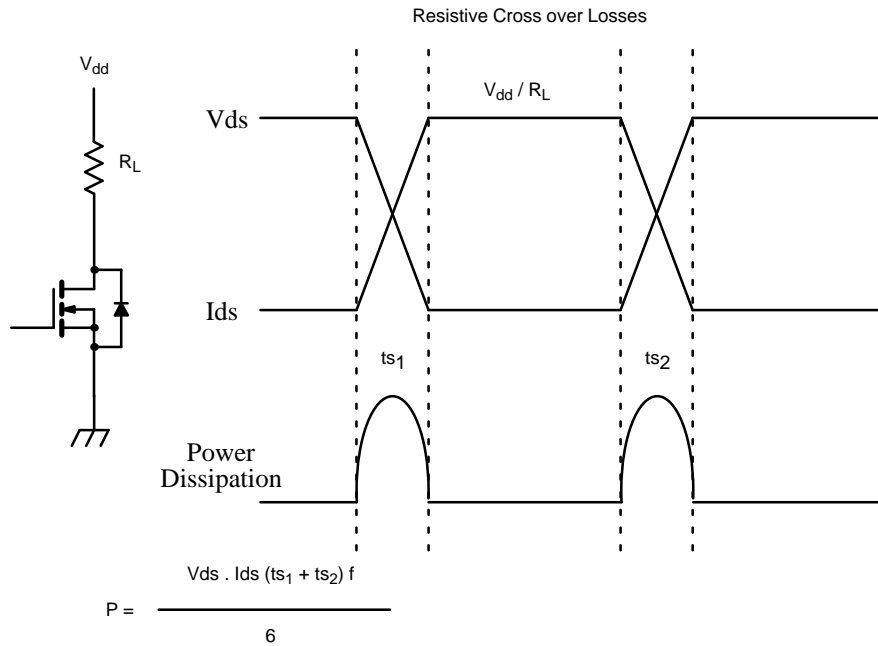 Resistive Cross over Losses
Vdd
RL
Vds
Vdd / RL
Ids
ts1
ts2
Power
Dissipation
Vds . Ids (ts1 + ts2) f
P =
6